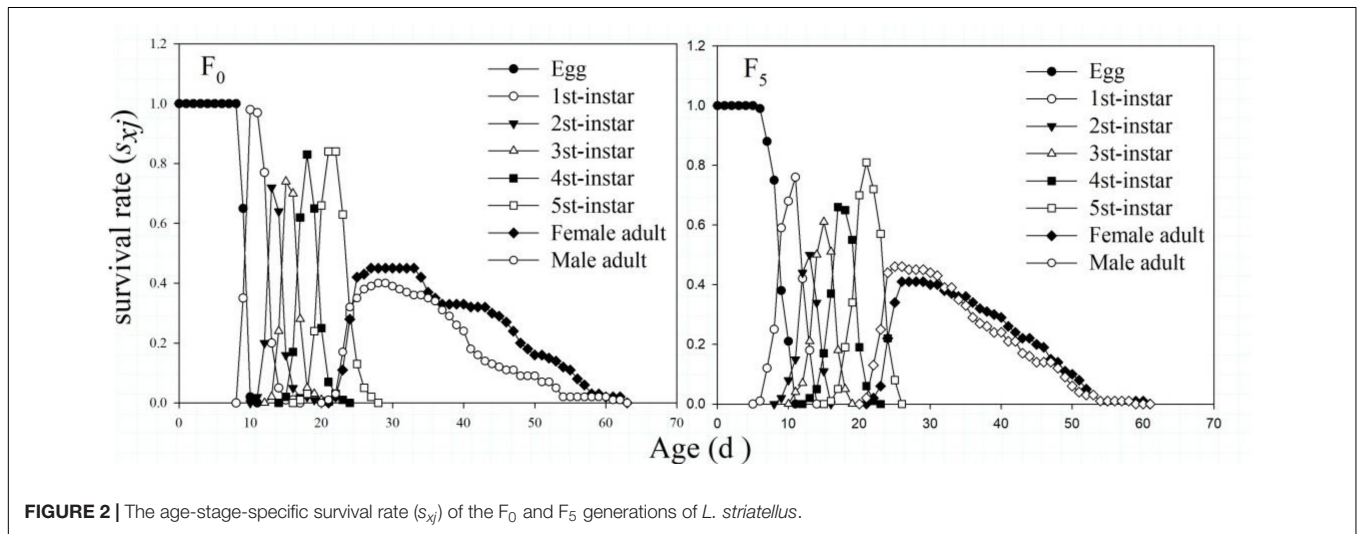 F0
Egg
1st-instar
2st-instar
3st-instar
4st-instar
5st-instar
Female adult
Male adult
1.2
1.0
0.8
0.6
0.4
0.2
0.0
0 10 20 30 40 50 60 70
survival rate (sxj)
F5
Egg
1st-instar
2st-instar
3st-instar
4st-instar
5st-instar
Female adult
Male adult
1.2
1.0
0.8
0.6
0.4
0.2
0.0
0 10 20 30 40 50 60 70
Age (d )
FIGURE 2 | The age-stage-specific survival rate (sxj) of the F0 and F5 generations of L. striatellus.